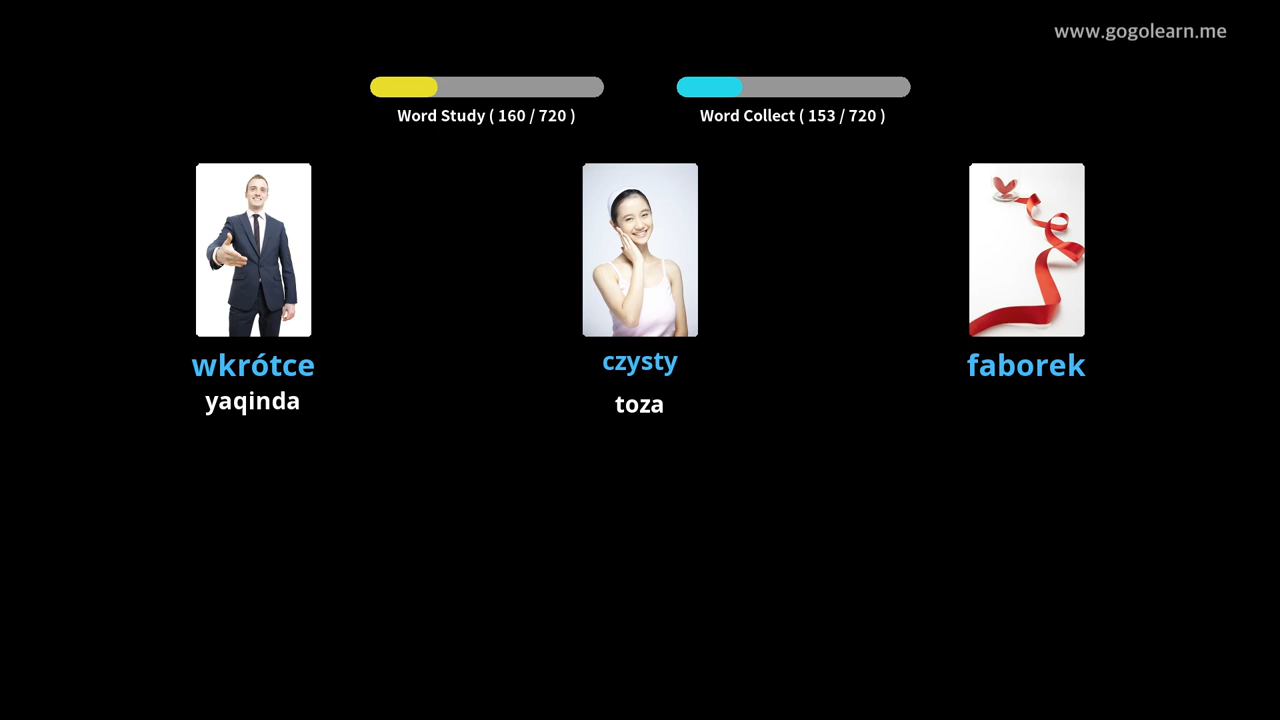 www.gogolearn.me
Word Study ( 160 / 720 )
Word Collect ( 153 / 720 )
wkrótce
yaqinda
czysty
toza
faborek